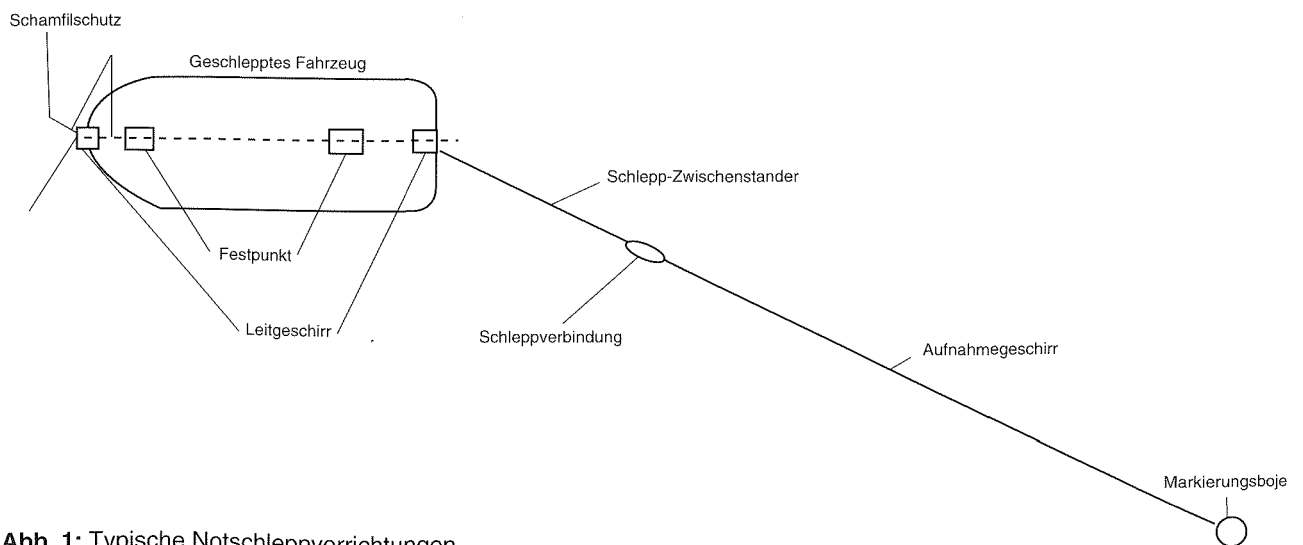 Schamfilschutz
Geschlepptes Fahrzeug
Schlepp-Zwischenstander
Festpunkt
Leitgeschirr
Schleppverbindung
Aufnahmegeschirr
Markierungsboje
Abb. 1: Typische Notschleppvorrichtungen